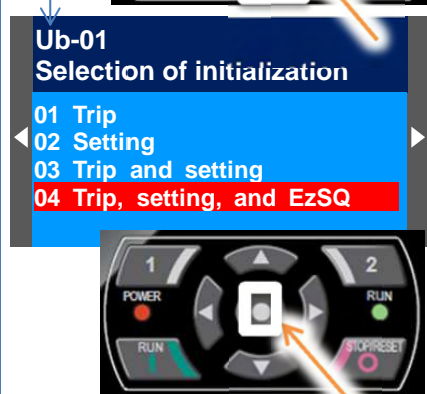 Ub-01
Selection of initialization
01 Trip
02 Setting
03 Trip and setting
04 Trip, setting, and EzSQ
1
2
POWER
RUN
RUN
STOP/RESET